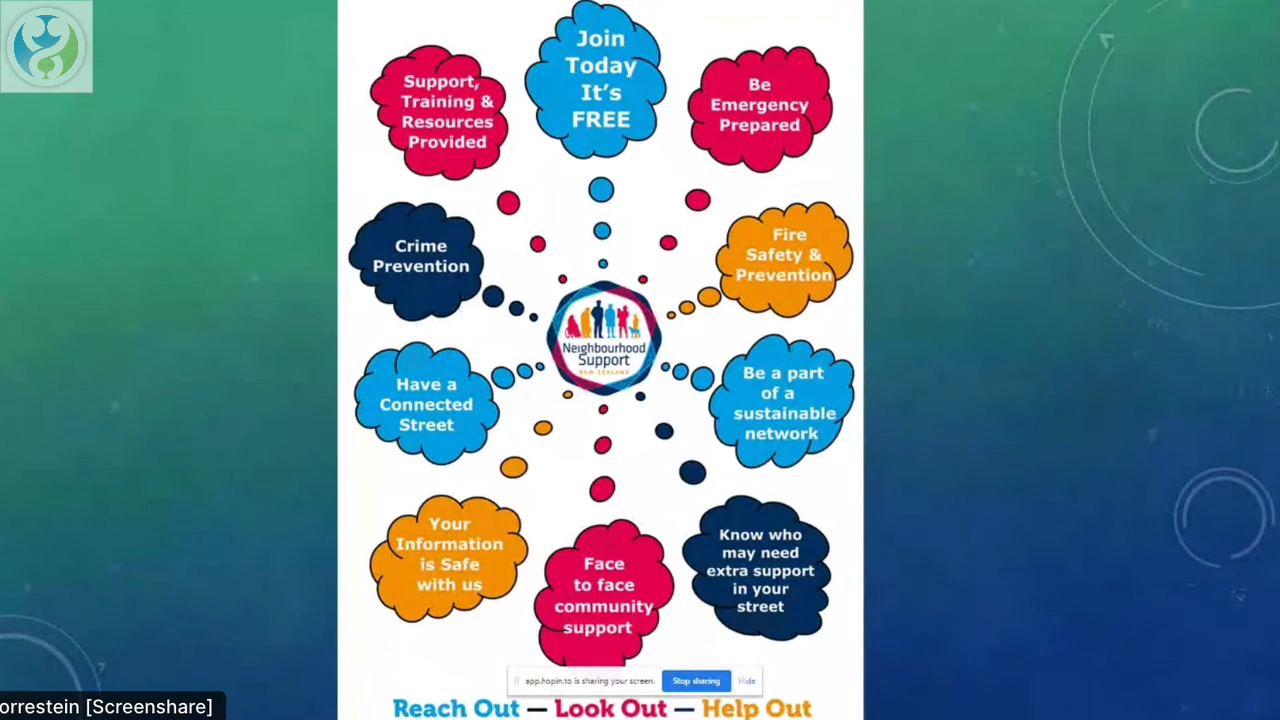 Join
Today
It's
FREE
Support,
Training &
Resources
Provided
Be
Emergency
Prepared
Crime
Prevention
Fire
Safety &
Prevention
Neighbourhood
Support
NEW ZEALAND
Have a
Connected
Street
Be a part
of a
sustainable
network
Your
Information
is Safe
with us
Face
to face
community
support
Know who
may need
extra support
in your
street
app.hopin.to is sharing your screen.
Stop sharing
Hide
Reach Out — Look Out — Help Out
orrestein [Screenshare]